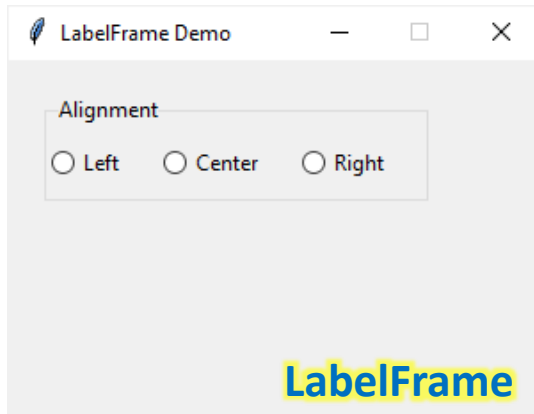 LabelFrame Demo
Alignment
Left Center Right
LabelFrame